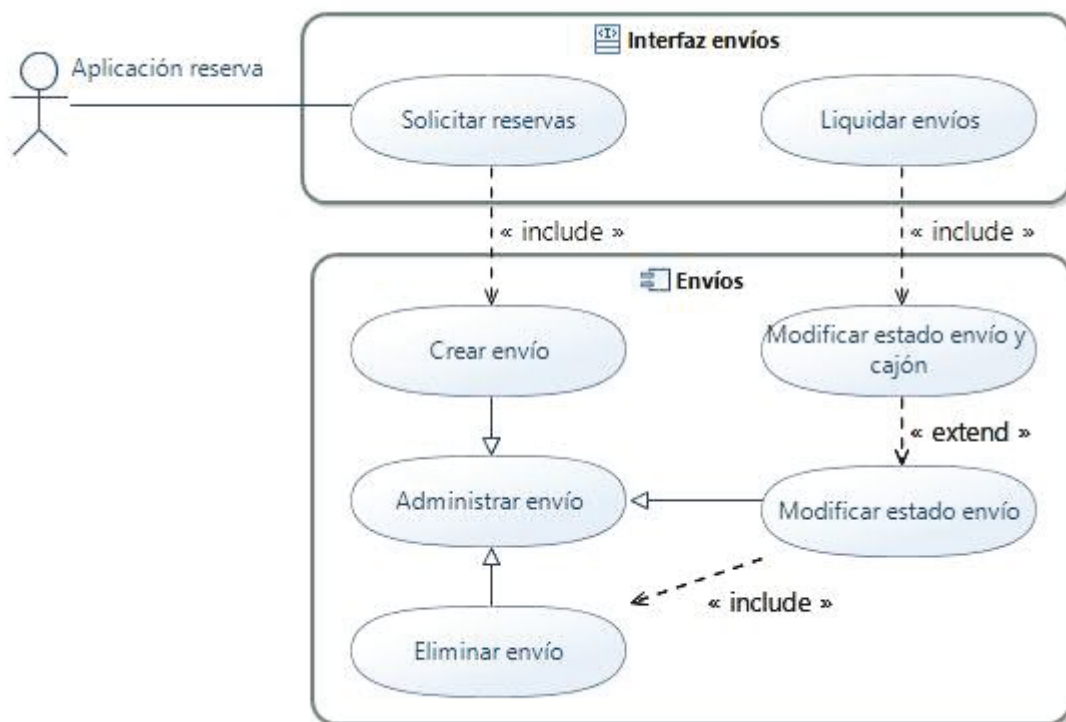 Interfaz envíos
Aplicación reserva
Solicitar reservas
Liquidar envíos
« include »
« include »
Envíos
Crear envío
Modificar estado envío y
cajón
« extend »
Administrar envío
Modificar estado envío
« include »
Eliminar envío